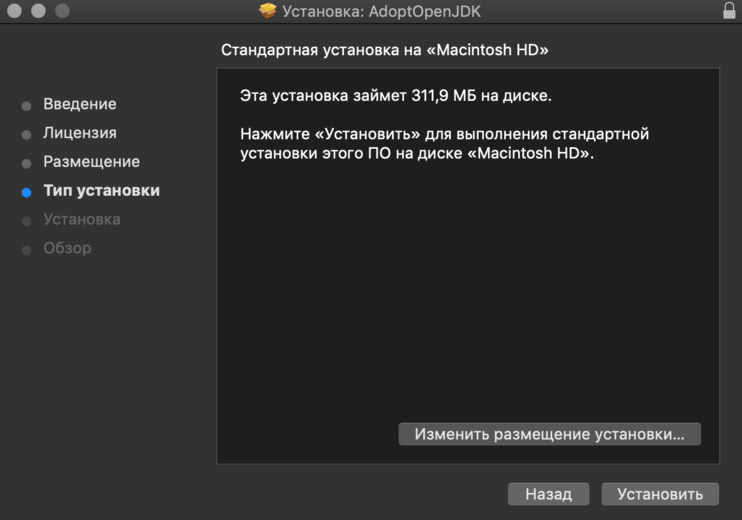 Установка: AdoptOpenJDK
Стандартная установка на «Macintosh HD»
Введение
Лицензия
Размещение
Тип установки
Установка
Обзор
Эта установка займет 311,9 МБ на диске.
Нажмите «Установить» для выполнения стандартной
установки этого ПО на диске «Macintosh HD».
Изменить размещение установки...
Назад
Установить